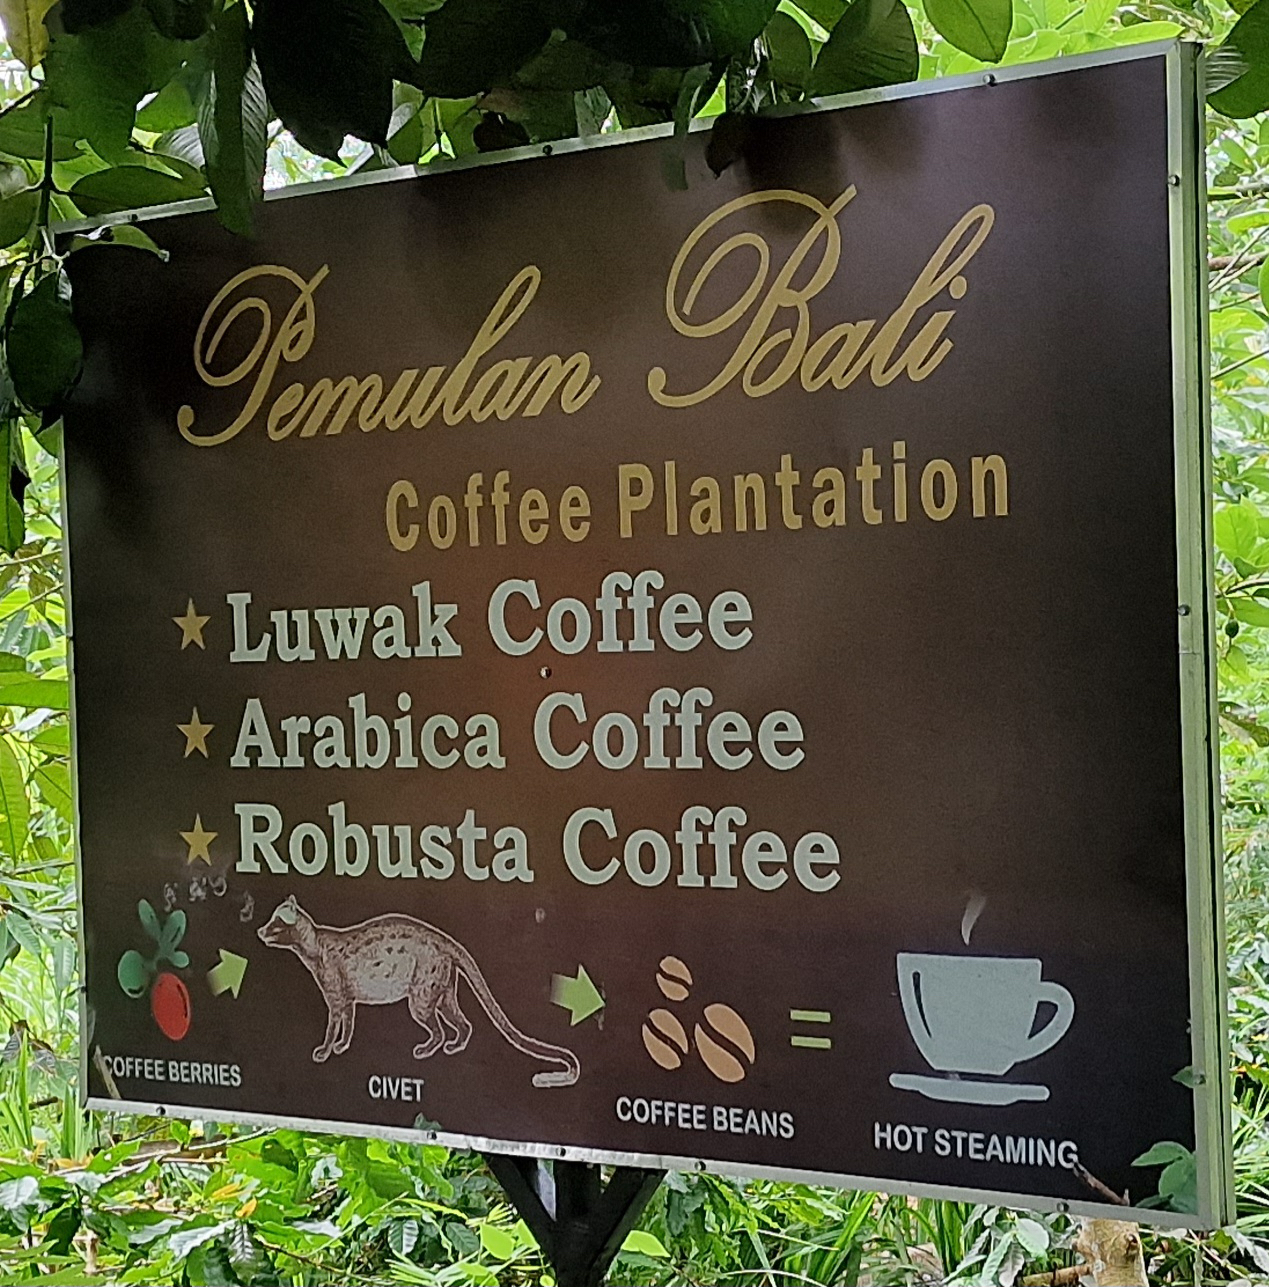 Pemulan Bali
Coffee Plantation
Luwak Coffee
Arabica Coffee
Robusta Coffee
COFFEE BERRIES
CIVET
COFFEE BEANS
=
HOT STEAMING